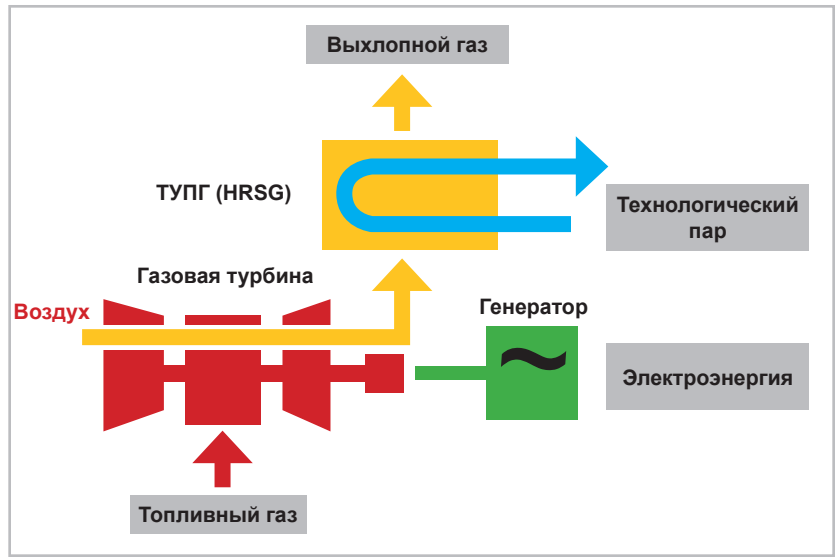 Выхлопной газ
ТУПГ (HRSG)
Технологический
пар
Газовая турбина
Воздух
Генератор
~
Электроэнергия
Топливный газ